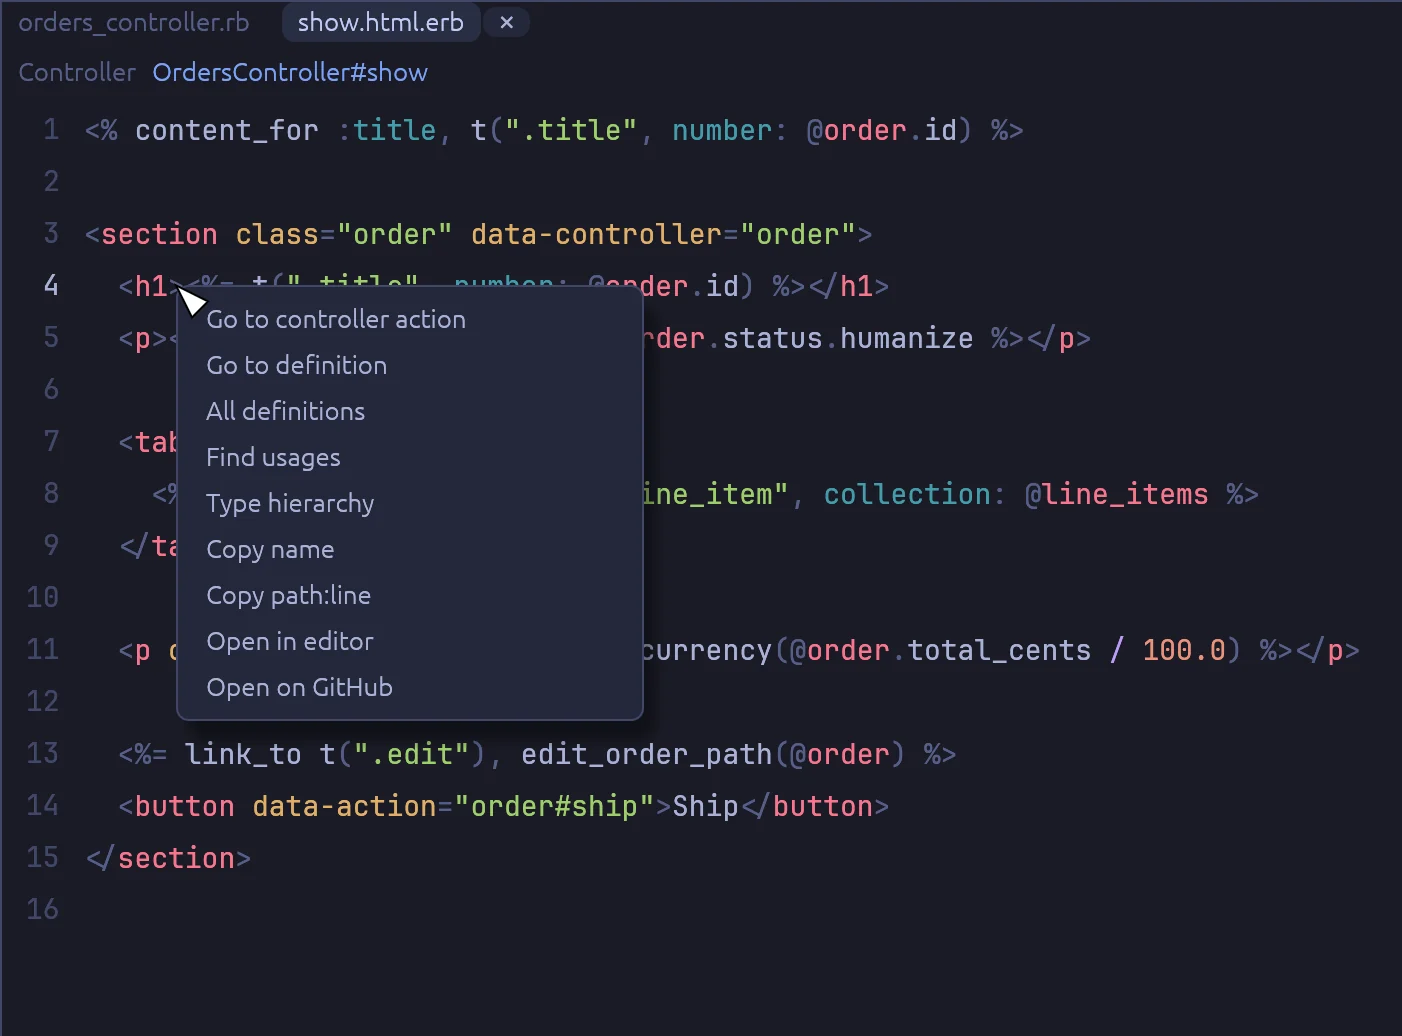 orders_controller.rb show.html.erb ×
Controller OrdersController#show
1 <% content_for :title, t(".title", number: @order.id) %>
2
3 <section class="order" data-controller="order">
4 <h1><%= t(".title", number: @order.id) %></h1>
Go to controller action
5 <p>< order.status.humanize %></p>
Go to definition
6
All definitions
7 <tab
Find usages
8 <% ine_item", collection: @line_items %>
Type hierarchy
9 </ta
Copy name
10
Copy path:line
11 <p currency(@order.total_cents / 100.0) %></p>
Open in editor
12
Open on GitHub
13 <%= link_to t(".edit"), edit_order_path(@order) %>
14 <button data-action="order#ship">Ship</button>
15 </section>
16